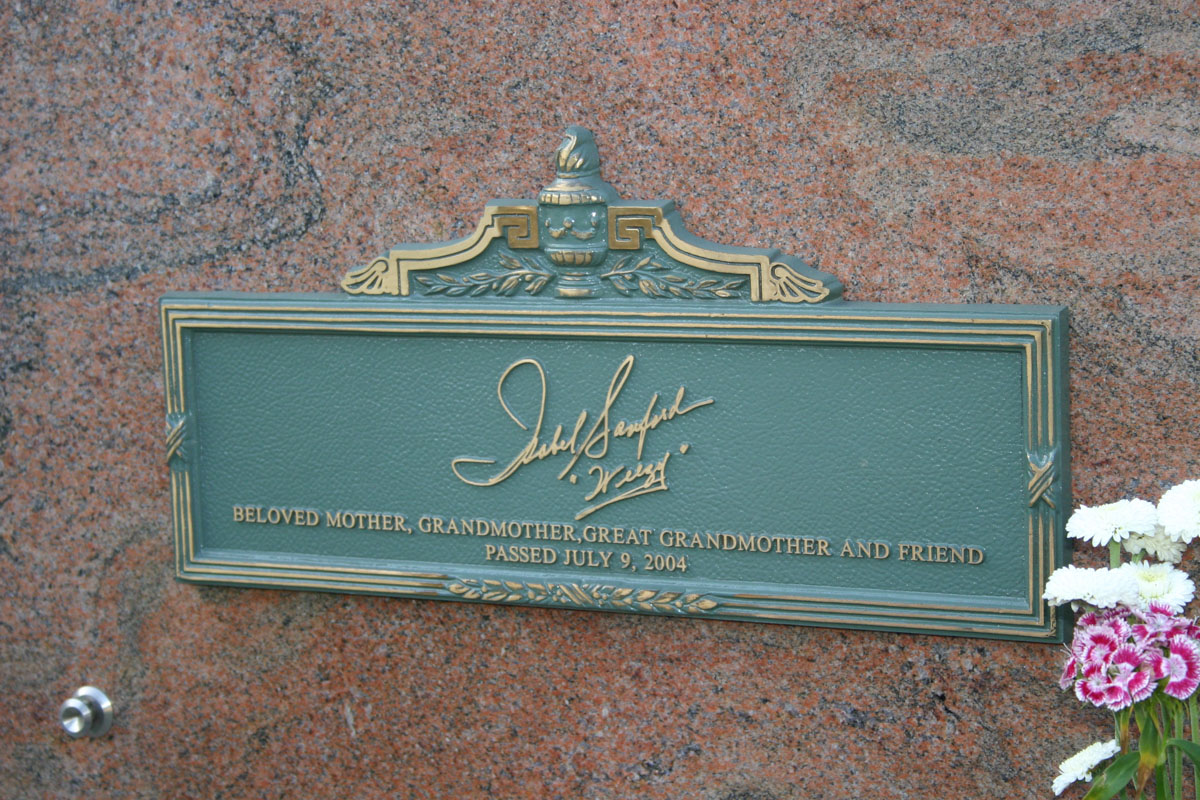 Isabel Sanford
"Weezy"
BELOVED MOTHER, GRANDMOTHER,GREAT GRANDMOTHER AND FRIEND
PASSED JULY 9, 2004